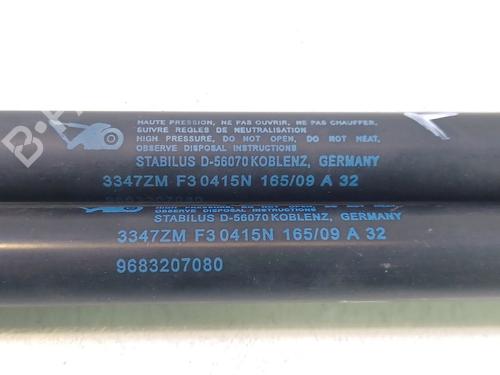 B-PA
HAUTE PRESSION, NE PAS OUVRIR, NE PAS CHAUFFER.
SUIVRE REGLES DE NEUTRALISATION
HIGH PRESSURE, DO NOT OPEN, DO NOT HEAT.
OBSERVE DISPOSAL INSTRUCTIONS
STABILUS D-56070 KOBLENZ, GERMANY
3347ZM F3 0415N 165/09 A 32
9683207080
OBSERVE DISPOSAL INSTRUCTIONS
STABILUS D-56070 KOBLENZ, GERMANY
3347ZM F3 0415N 165/09 A 32
9683207080